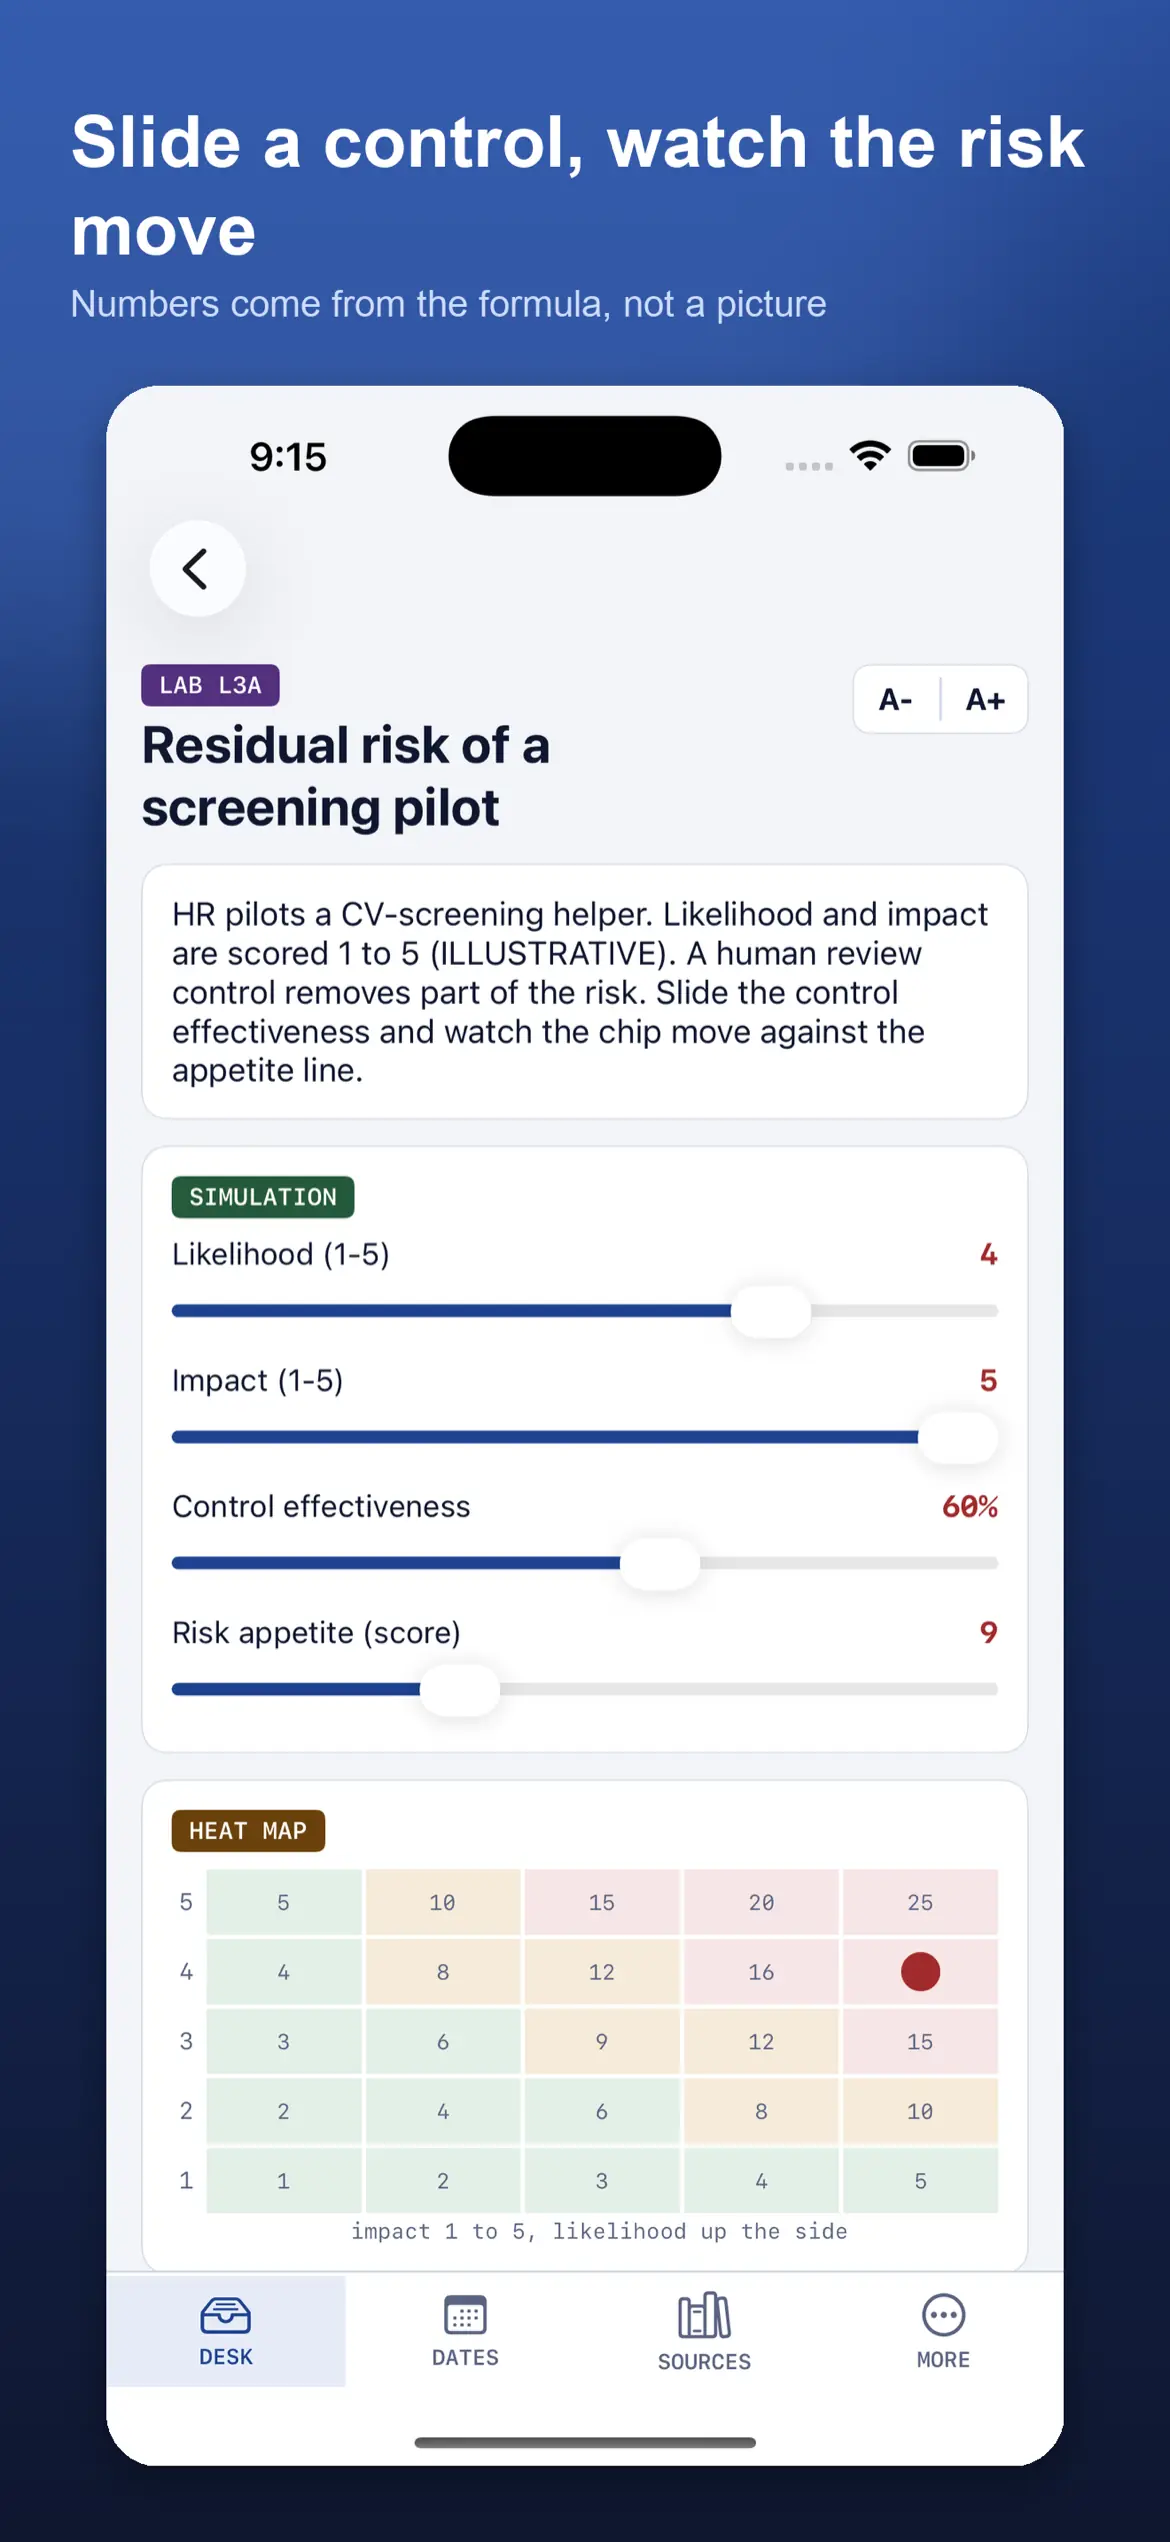 Slide a control, watch the risk
move
Numbers come from the formula, not a picture
9:15
LAB L3A
A- A+
Residual risk of a
screening pilot
HR pilots a CV-screening helper. Likelihood and impact
are scored 1 to 5 (ILLUSTRATIVE). A human review
control removes part of the risk. Slide the control
effectiveness and watch the chip move against the
appetite line.
SIMULATION
Likelihood (1-5) 4
Impact (1-5) 5
Control effectiveness 60%
Risk appetite (score) 9
HEAT MAP
5 5 10 15 20 25
4 4 8 12 16
3 3 6 9 12 15
2 2 4 6 8 10
1 1 2 3 4 5
impact 1 to 5, likelihood up the side
DESK DATES SOURCES MORE